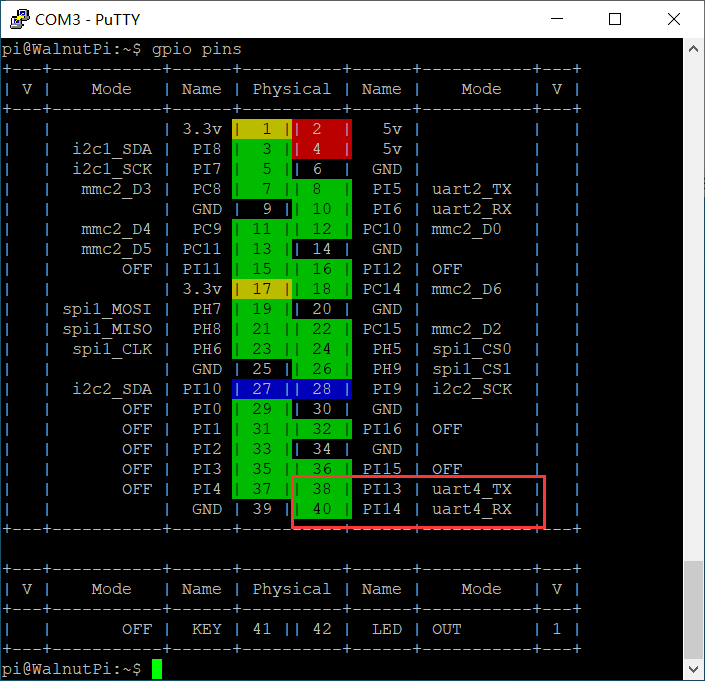 COM3 - PuTTY
pi@WalnutPi:~$ gpio pins
+---+-----------+------+----------+------+-----------+---+
| V |    Mode   | Name | Physical | Name |    Mode   | V |
+---+-----------+------+----------+------+-----------+---+
|   |           | 3.3v |  1 || 2  |  5v  |           |   |
|   |  i2c1_SDA |  PI8 |  3 || 4  |  5v  |           |   |
|   |  i2c1_SCK |  PI7 |  5 || 6  | GND  |           |   |
|   |   mmc2_D3 |  PC8 |  7 || 8  | PI5  | uart2_TX  |   |
|   |           |  GND |  9 || 10 | PI6  | uart2_RX  |   |
|   |   mmc2_D4 |  PC9 | 11 || 12 | PC10 | mmc2_D0   |   |
|   |   mmc2_D5 | PC11 | 13 || 14 | GND  |           |   |
|   |       OFF | PI11 | 15 || 16 | PI12 | OFF       |   |
|   |           | 3.3v | 17 || 18 | PC14 | mmc2_D6   |   |
|   | spi1_MOSI |  PH7 | 19 || 20 | GND  |           |   |
|   | spi1_MISO |  PH8 | 21 || 22 | PC15 | mmc2_D2   |   |
|   |  spi1_CLK |  PH6 | 23 || 24 | PH5  | spi1_CS0  |   |
|   |           |  GND | 25 || 26 | PH9  | spi1_CS1  |   |
|   |  i2c2_SDA | PI10 | 27 || 28 | PI9  | i2c2_SCK  |   |
|   |       OFF |  PI0 | 29 || 30 | GND  |           |   |
|   |       OFF |  PI1 | 31 || 32 | PI16 | OFF       |   |
|   |       OFF |  PI2 | 33 || 34 | GND  |           |   |
|   |       OFF |  PI3 | 35 || 36 | PI15 | OFF       |   |
|   |       OFF |  PI4 | 37 || 38 | PI13 | uart4_TX  |   |
|   |           |  GND | 39 || 40 | PI14 | uart4_RX  |   |
+---+-----------+------+----------+------+-----------+---+
+---+-----------+------+----------+------+-----------+---+
| V |    Mode   | Name | Physical | Name |    Mode   | V |
+---+-----------+------+----------+------+-----------+---+
|   |       OFF |  KEY | 41 || 42 | LED  | OUT       | 1 |
+---+-----------+------+----------+------+-----------+---+
pi@WalnutPi:~$